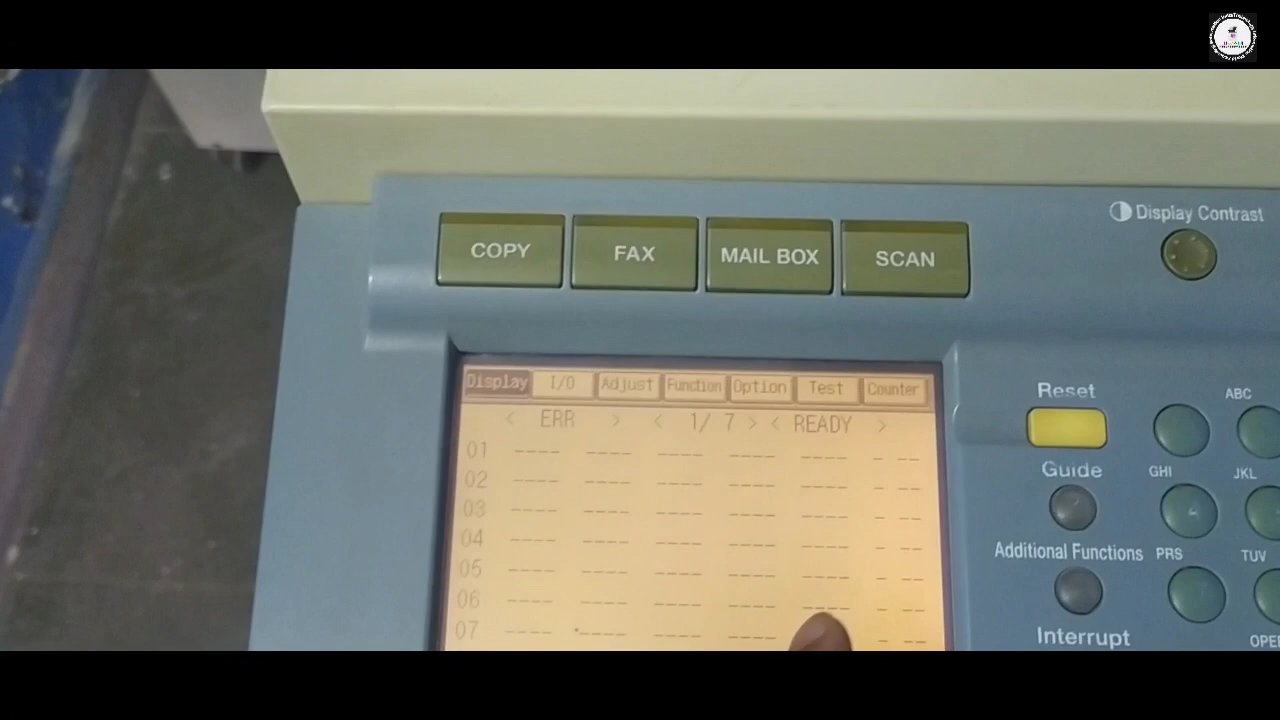 COPY FAX MAIL BOX SCAN
Display Contrast
Display I/O Adjust Function Option Test Counter
< ERR > < 1/ 7 > < READY >
01 ---- ---- ---- ---- ---- - --
02 ---- ---- ---- ---- ---- - --
03 ---- ---- ---- ---- ---- - --
04 ---- ---- ---- ---- ---- - --
05 ---- ---- ---- ---- ---- - --
06 ---- ---- ---- ---- ---- - --
07 ---- ---- ---- ---- - --
Reset
ABC
Guide
GHI
JKL
Additional Functions
PRS
TUV
Interrupt
OPE